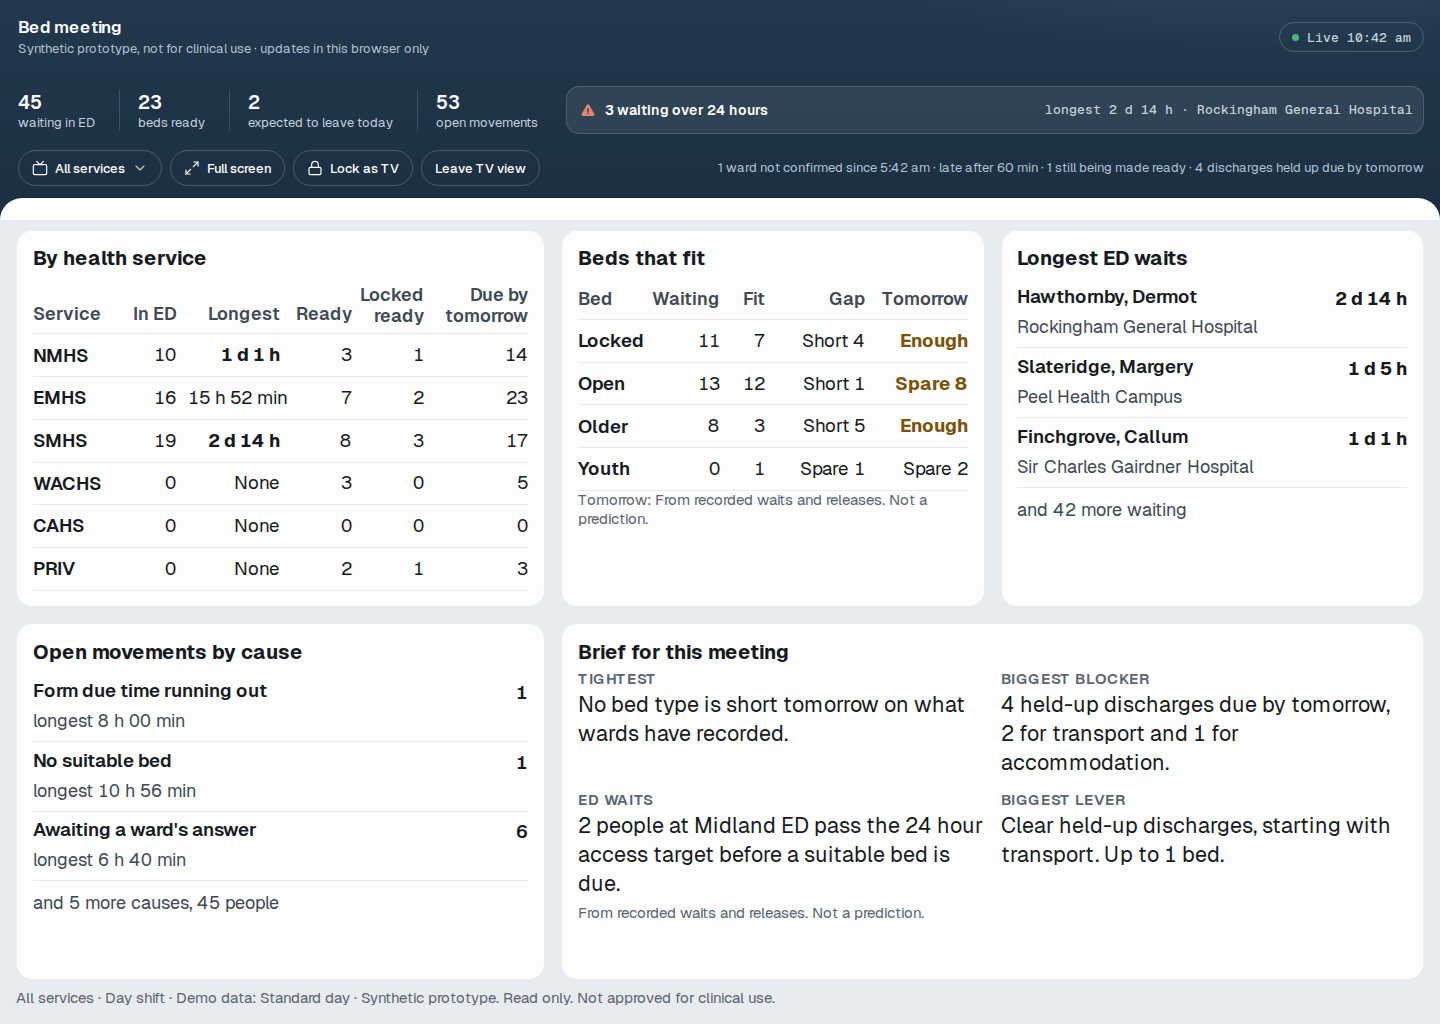 Bed meeting
Synthetic prototype, not for clinical use · updates in this browser only
Live 10:42 am
45
waiting in ED
23
beds ready
2
expected to leave today
53
open movements
3 waiting over 24 hours
longest 2 d 14 h · Rockingham General Hospital
All services
Full screen
Lock as TV
Leave TV view
1 ward not confirmed since 5:42 am · late after 60 min · 1 still being made ready · 4 discharges held up due by tomorrow
By health service
Service In ED Longest Ready Locked ready Due by tomorrow
NMHS 10 1 d 1 h 3 1 14
EMHS 16 15 h 52 min 7 2 23
SMHS 19 2 d 14 h 8 3 17
WACHS 0 None 3 0 5
CAHS 0 None 0 0 0
PRIV 0 None 2 1 3
Beds that fit
Bed Waiting Fit Gap Tomorrow
Locked 11 7 Short 4 Enough
Open 13 12 Short 1 Spare 8
Older 8 3 Short 5 Enough
Youth 0 1 Spare 1 Spare 2
Tomorrow: From recorded waits and releases. Not a
prediction.
Longest ED waits
Hawthornby, Dermot 2 d 14 h
Rockingham General Hospital
Slateridge, Margery 1 d 5 h
Peel Health Campus
Finchgrove, Callum 1 d 1 h
Sir Charles Gairdner Hospital
and 42 more waiting
Open movements by cause
Form due time running out 1
longest 8 h 00 min
No suitable bed 1
longest 10 h 56 min
Awaiting a ward's answer 6
longest 6 h 40 min
and 5 more causes, 45 people
Brief for this meeting
TIGHTEST
No bed type is short tomorrow on what
wards have recorded.
BIGGEST BLOCKER
4 held-up discharges due by tomorrow,
2 for transport and 1 for
accommodation.
ED WAITS
2 people at Midland ED pass the 24 hour
access target before a suitable bed is
due.
From recorded waits and releases. Not a prediction.
BIGGEST LEVER
Clear held-up discharges, starting with
transport. Up to 1 bed.
All services · Day shift · Demo data: Standard day · Synthetic prototype. Read only. Not approved for clinical use.